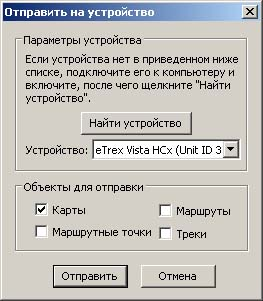 Отправить на устройство
Параметры устройства
Если устройства нет в приведенном ниже
списке, подключите его к компьютеру и
включите, после чего щелкните "Найти
устройство".
Найти устройство
Устройство: eTrex Vista HCx (Unit ID 3
Объекты для отправки
Карты Маршруты
Маршрутные точки Треки
Отправить Отмена